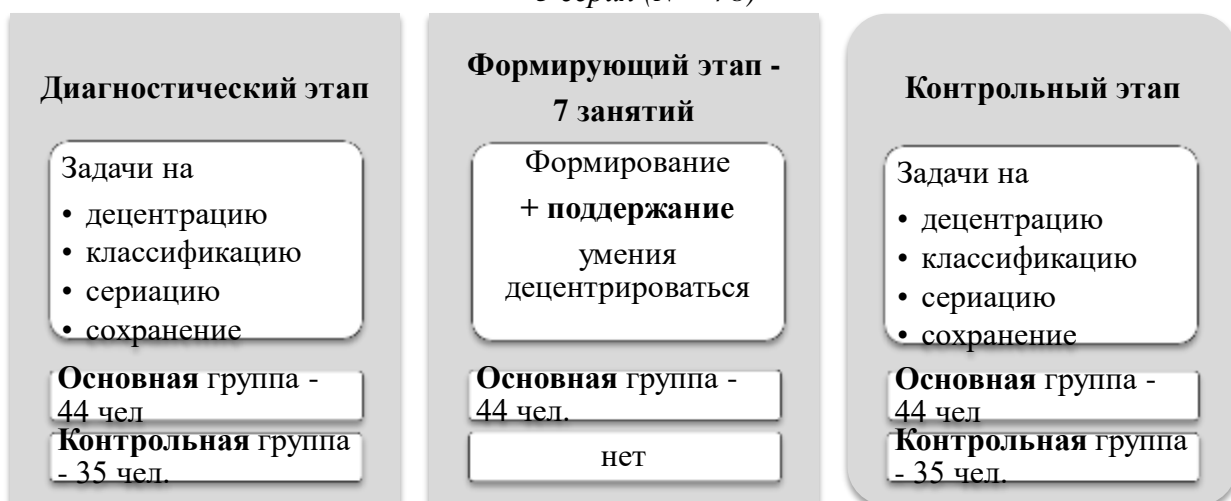 Диагностический этап
Задачи на
• децентрацию
• классификацию
• сериацию
• сохранение
Основная группа -
44 чел
Контрольная группа
- 35 чел.
Формирующий этап -
7 занятий
Формирование
+ поддержание
умения
децентрироваться
Основная группа -
44 чел.
нет
Контрольный этап
Задачи на
• децентрацию
• классификацию
• сериацию
• сохранение
Основная группа -
44 чел
Контрольная группа
- 35 чел.